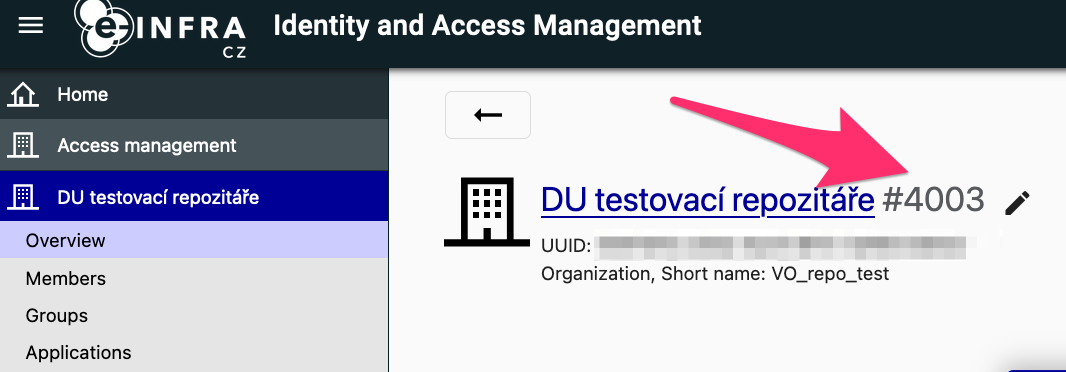 e-INFRA CZ
Identity and Access Management
Home
Access management
DU testovací repozitáře
Overview
Members
Groups
Applications
DU testovací repozitáře #4003
UUID:
Organization, Short name: VO_repo_test